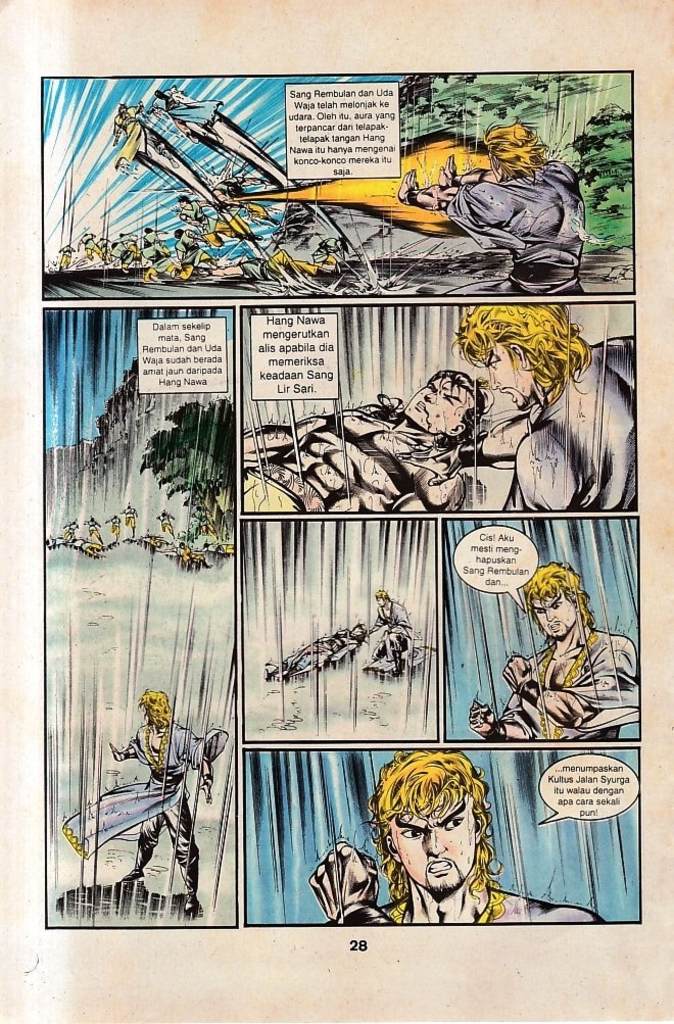 Sang Rembulan dan Uda
Waja telah melonjak ke
udara. Oleh itu, aura yang
terpancar dari telapak-
telapak tangan Hang
Nawa itu hanya mengenai
konco-konco mereka itu
saja.
Dalam sekelip
mata, Sang
Rembulan dan Uda
Waja sudah berada
amat jauh daripada
Hang Nawa
Hang Nawa
mengerutkan
alis apabila dia
memeriksa
keadaan Sang
Lir Sari.
Cis! Aku
mesti meng-
hapuskan
Sang Rembulan
dan...
...menumpaskan
Kultus Jalan Syurga
itu walau dengan
apa cara sekali
pun!
28